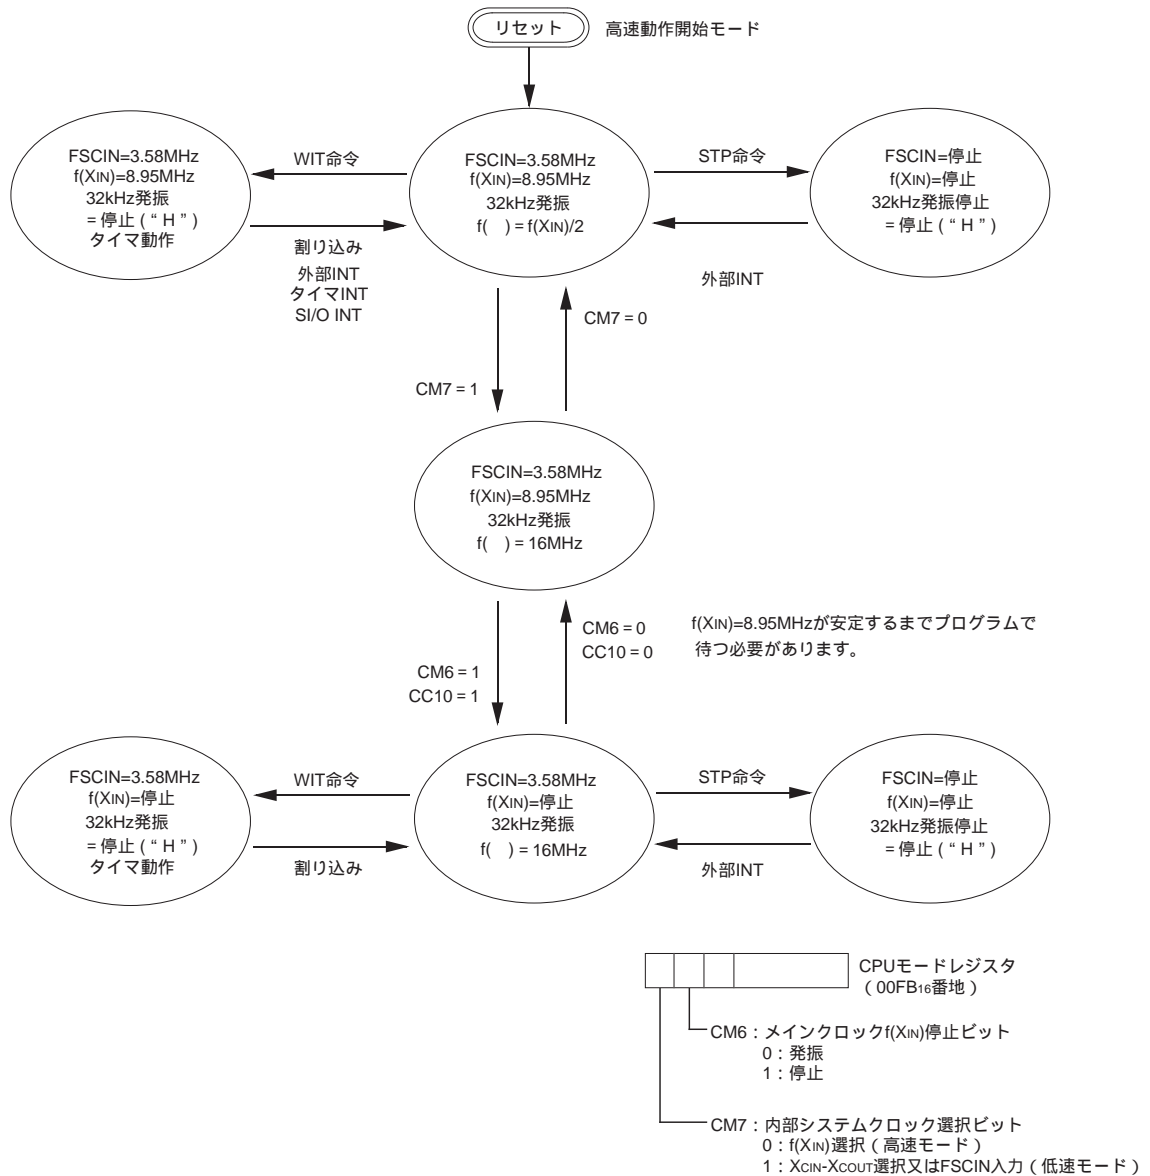 リセット
高速動作開始モード
FSCIN=3.58MHz
f(XIN)=8.95MHz
32kHz発振
= 停止 ( “ H ” )
タイマ動作
WIT命令
割り込み
外部INT
タイマINT
SI/O INT
FSCIN=3.58MHz
f(XIN)=8.95MHz
32kHz発振
f( ) = f(XIN)/2
STP命令
外部INT
FSCIN=停止
f(XIN)=停止
32kHz発振停止
= 停止 ( “ H ” )
CM7 = 0
CM7 = 1
FSCIN=3.58MHz
f(XIN)=8.95MHz
32kHz発振
f( ) = 16MHz
CM6 = 0
CC10 = 0
f(XIN)=8.95MHzが安定するまでプログラムで
待つ必要があります。
CM6 = 1
CC10 = 1
FSCIN=3.58MHz
f(XIN)=停止
32kHz発振
= 停止 ( “ H ” )
タイマ動作
WIT命令
割り込み
FSCIN=3.58MHz
f(XIN)=停止
32kHz発振
f( ) = 16MHz
STP命令
外部INT
FSCIN=停止
f(XIN)=停止
32kHz発振停止
= 停止 ( “ H ” )
CPUモードレジスタ
( 00FB16番地 )
CM6 : メインクロックf(XIN)停止ビット
0 : 発振
1 : 停止
CM7 : 内部システムクロック選択ビット
0 : f(XIN)選択 ( 高速モード )
1 : XCIN-XCOUT選択又はFSCIN入力 ( 低速モード )